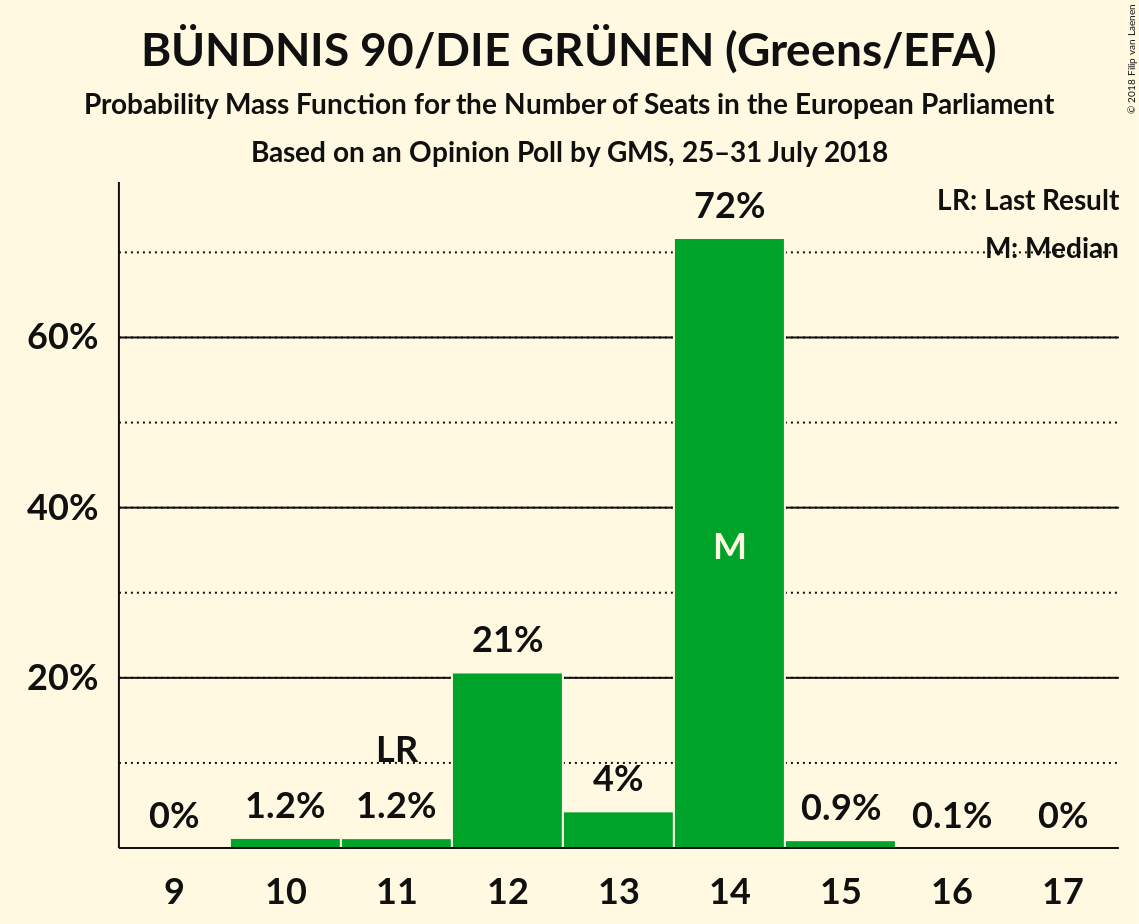 BÜNDNIS 90/DIE GRÜNEN (Greens/EFA)
Probability Mass Function for the Number of Seats in the European Parliament
Based on an Opinion Poll by GMS, 25–31 July 2018
© 2018 Filip van Laenen
LR: Last Result
M: Median
60%
40%
20%
0%
1.2%
LR
1.2%
21%
4%
72%
M
0.9%
0.1%
0%
9 10 11 12 13 14 15 16 17